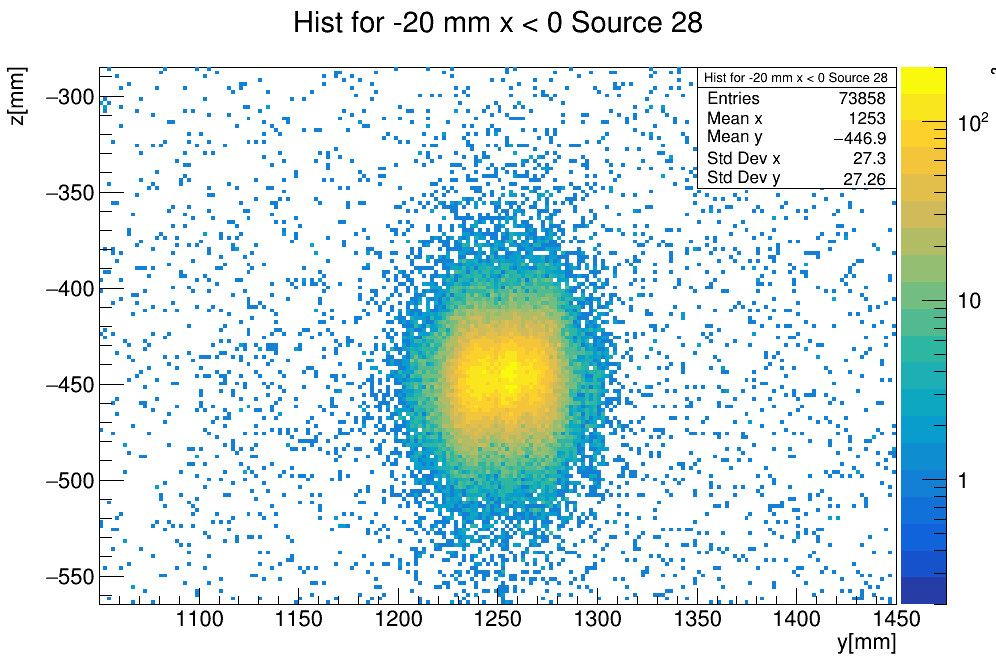 Hist for -20 mm x < 0 Source 28
z[mm]
Hist for -20 mm x < 0 Source 28
Entries 73858
Mean x 1253
Mean y −446.9
Std Dev x 27.3
Std Dev y 27.26
−300
−350
−400
−450
−500
−550
10²
10
1
1100 1150 1200 1250 1300 1350 1400 1450
y[mm]